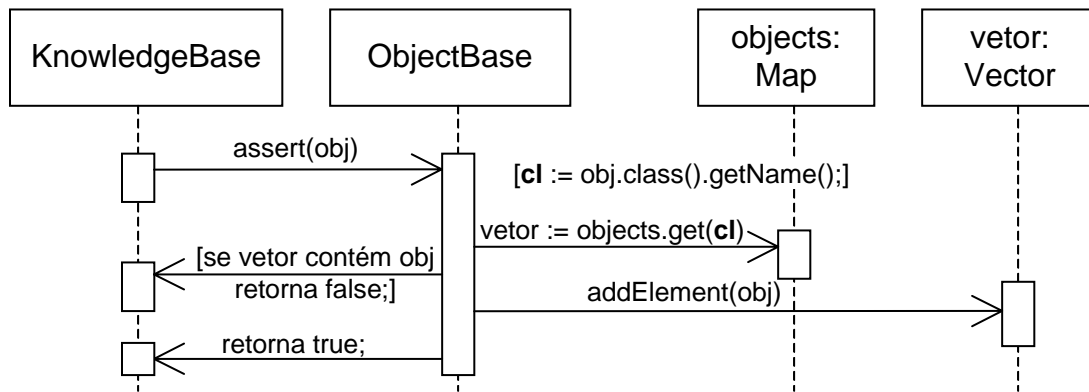 KnowledgeBase
ObjectBase
objects:
Map
vetor:
Vector
assert(obj)
[cl := obj.class().getName();]
vetor := objects.get(cl)
[se vetor contém obj
retorna false;]
addElement(obj)
retorna true;